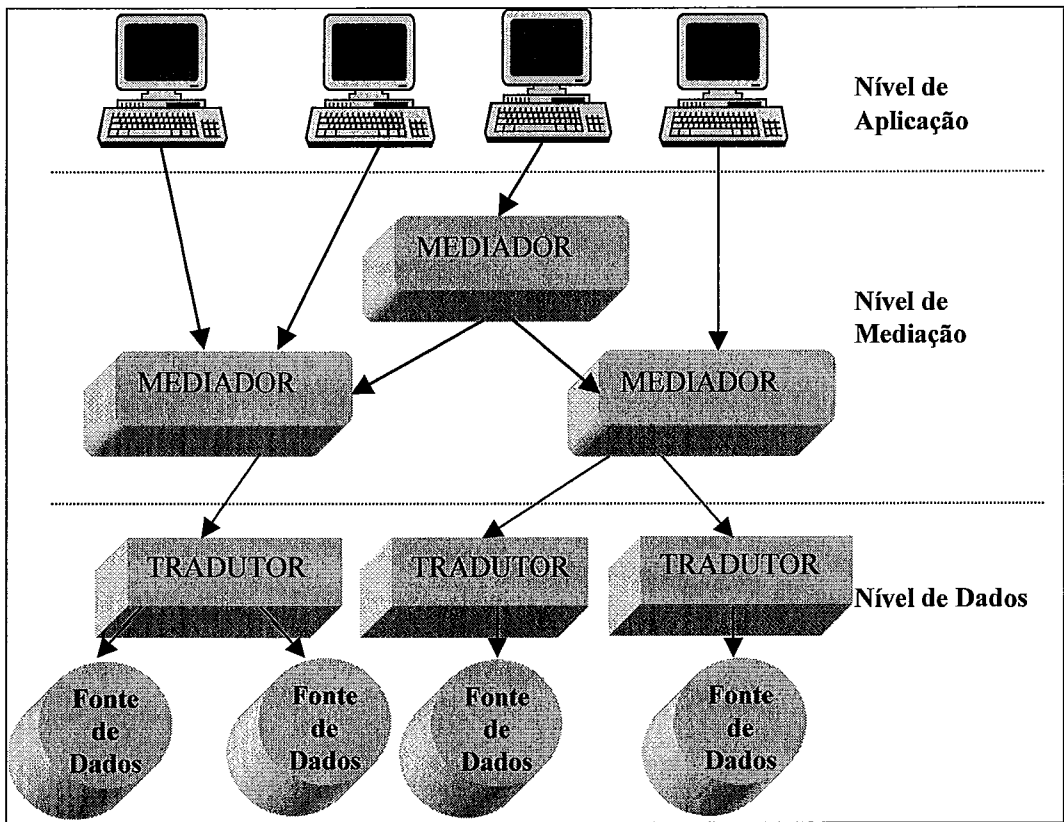 Nível de
Aplicação
MEDIADOR
Nível de
Mediação
MEDIADOR
MEDIADOR
TRADUTOR
TRADUTOR
TRADUTOR
Nível de Dados
Fonte
de
Dados
Fonte
de
Dados
Fonte
de
Dados
Fonte
de
Dados